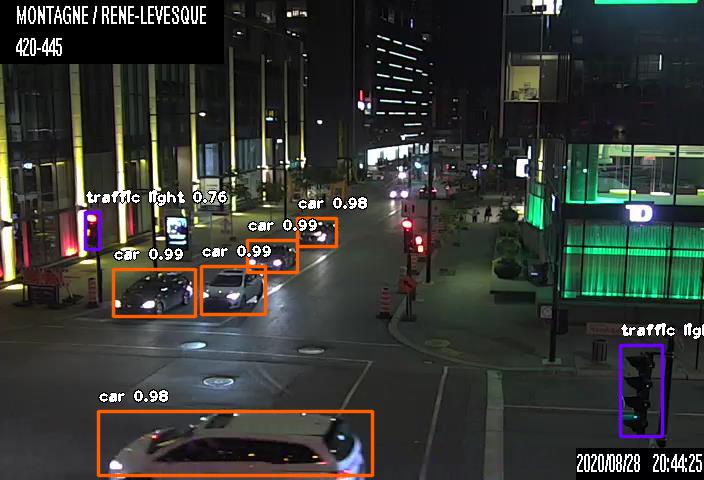 MONTAGNE / RENE-LEVESQUE
420-445
traffic light 0.76
car 0.98
car 0.99
car 0.99
car 0.99
TD
traffic lig
car 0.98
2020/08/28 20:44:25